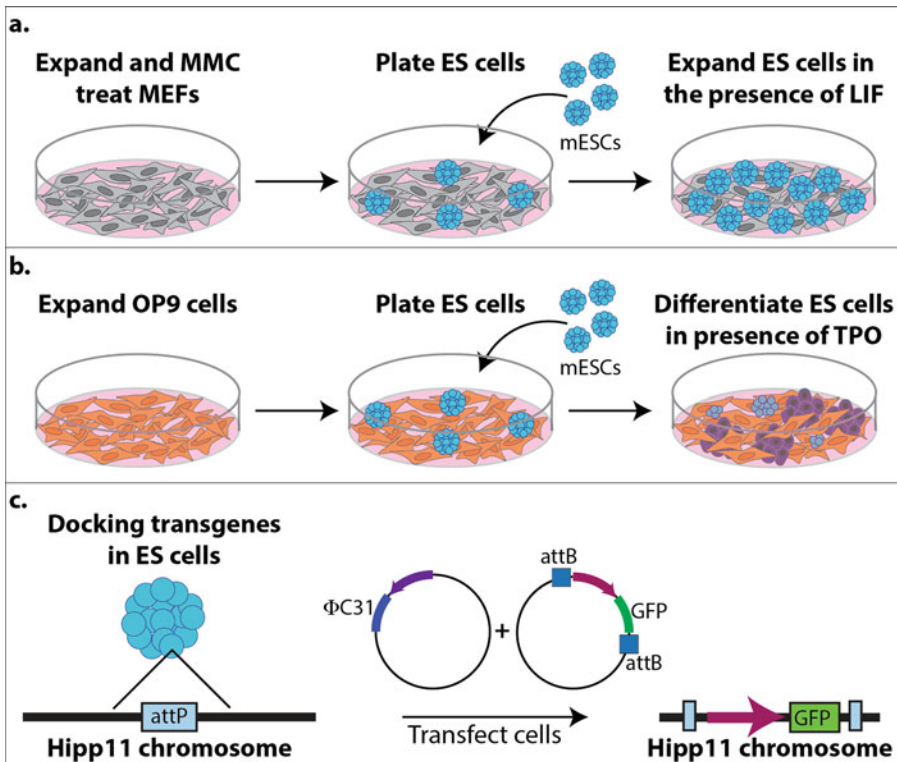 a.
Expand and MMC
treat MEFs
Plate ES cells
mESCs
Expand ES cells in
the presence of LIF
b.
Expand OP9 cells
Plate ES cells
mESCs
Differentiate ES cells
in presence of TPO
c.
Docking transgenes
in ES cells
attP
Hipp11 chromosome
ΦC31
+
attB
GFP
attB
Transfect cells
GFP
Hipp11 chromosome